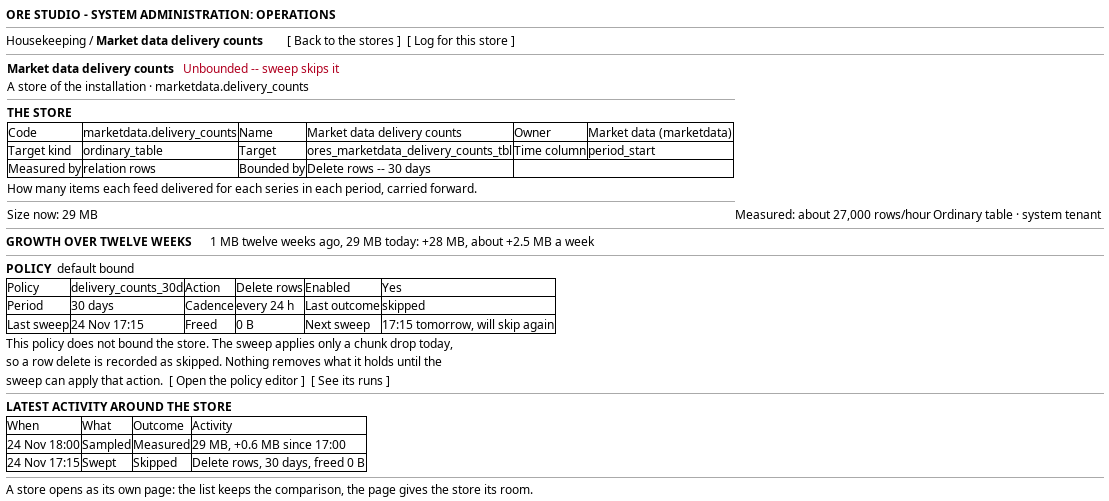 ORE STUDIO - SYSTEM ADMINISTRATION: OPERATIONS
Housekeeping / Market data delivery counts [ Back to the stores ] [ Log for this store ]
Market data delivery counts Unbounded -- sweep skips it
A store of the installation · marketdata.delivery_counts
THE STORE
Code marketdata.delivery_counts Name Market data delivery counts Owner Market data (marketdata)
Target kind ordinary_table Target ores_marketdata_delivery_counts_tbl Time column period_start
Measured by relation rows Bounded by Delete rows -- 30 days
How many items each feed delivered for each series in each period, carried forward.
Size now: 29 MB Measured: about 27,000 rows/hour Ordinary table · system tenant
GROWTH OVER TWELVE WEEKS 1 MB twelve weeks ago, 29 MB today: +28 MB, about +2.5 MB a week
POLICY default bound
Policy delivery_counts_30d Action Delete rows Enabled Yes
Period 30 days Cadence every 24 h Last outcome skipped
Last sweep 24 Nov 17:15 Freed 0 B Next sweep 17:15 tomorrow, will skip again
This policy does not bound the store. The sweep applies only a chunk drop today,
so a row delete is recorded as skipped. Nothing removes what it holds until the
sweep can apply that action. [ Open the policy editor ] [ See its runs ]
LATEST ACTIVITY AROUND THE STORE
When What Outcome Activity
24 Nov 18:00 Sampled Measured 29 MB, +0.6 MB since 17:00
24 Nov 17:15 Swept Skipped Delete rows, 30 days, freed 0 B
A store opens as its own page: the list keeps the comparison, the page gives the store its room.